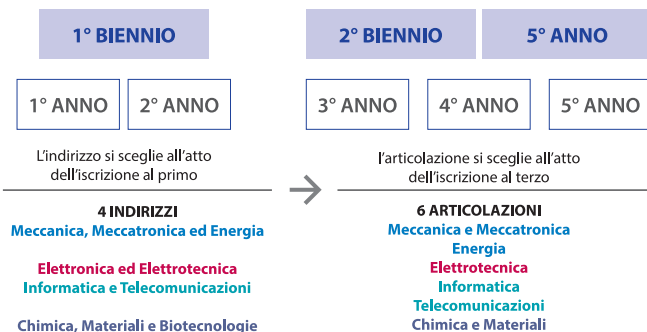 1° BIENNIO
2° BIENNIO
5° ANNO
1° ANNO
2° ANNO
3° ANNO
4° ANNO
5° ANNO
L'indirizzo si sceglie all'atto
dell'iscrizione al primo
4 INDIRIZZI
Meccanica, Meccatronica ed Energia
Elettronica ed Elettrotecnica
Informatica e Telecomunicazioni
Chimica, Materiali e Biotecnologie
l'articolazione si sceglie all'atto
dell'iscrizione al terzo
6 ARTICOLAZIONI
Meccanica e Meccatronica
Energia
Elettrotecnica
Informatica
Telecomunicazioni
Chimica e Materiali